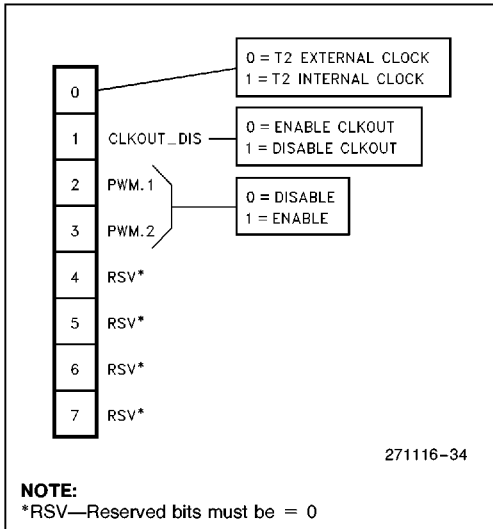 0 = T2 EXTERNAL CLOCK
1 = T2 INTERNAL CLOCK
0
1 CLKOUT_DIS
0 = ENABLE CLKOUT
1 = DISABLE CLKOUT
2 PWM.1
0 = DISABLE
1 = ENABLE
3 PWM.2
4 RSV*
5 RSV*
6 RSV*
7 RSV*
271116-34
NOTE:
*RSV—Reserved bits must be = 0